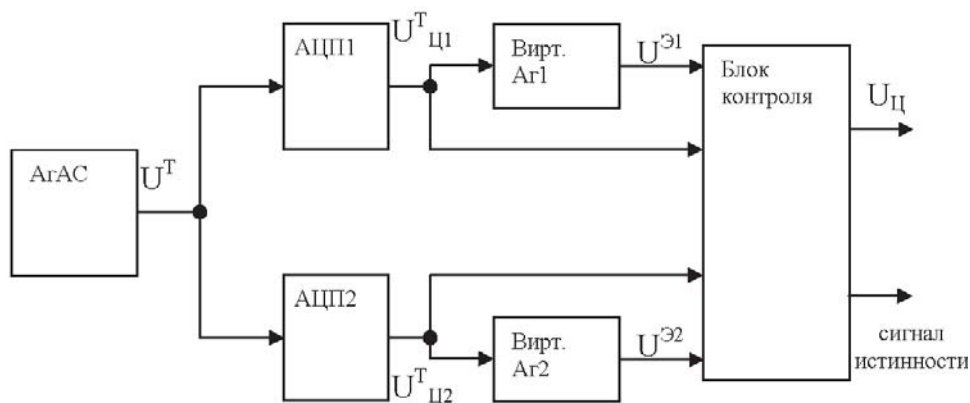 АЦП1
U^Т_Ц1
Вирт.
Аг1
U^Э1
Блок
контроля
U_Ц
АгАС
U^Т
АЦП2
U^Т_Ц2
Вирт.
Аг2
U^Э2
сигнал
истинности